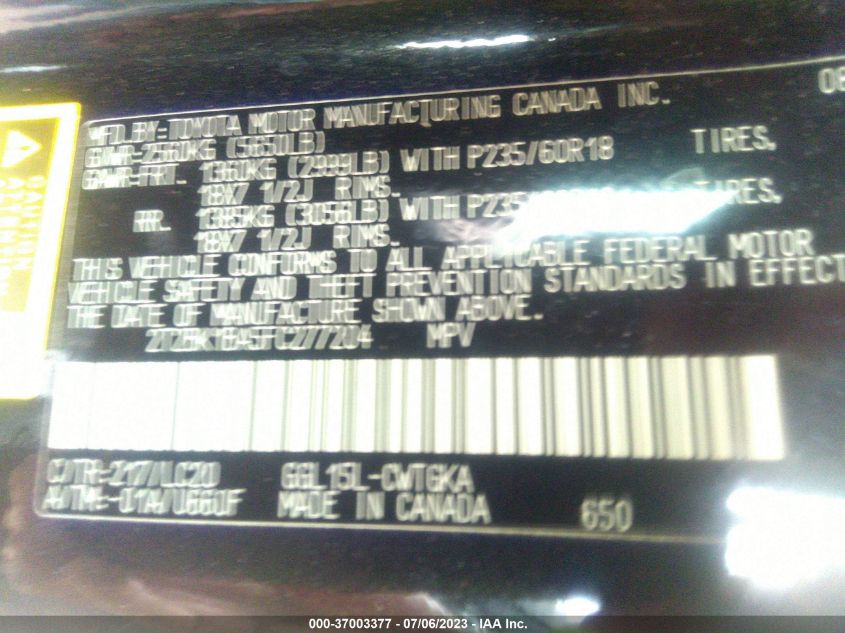 MFD. BY: TOYOTA MOTOR MANUFACTURING CANADA INC. 08
GVWR-2560KG (5650LB)
GAWR-FRT. 1360KG (2999LB) WITH P235/60R18 TIRES.
18X7 1/2J RIMS.
RR. 1385KG (3056LB) WITH P235 TIRES.
18X7 1/2J RIMS.
THIS VEHICLE CONFORMS TO ALL APPLICABLE FEDERAL MOTOR
VEHICLE SAFETY AND THEFT PREVENTION STANDARDS IN EFFECT
THE DATE OF MANUFACTURE SHOWN ABOVE.
2T2BK1BA5FC277204 MPV
C/TR:217/LC20 GGL15L-CWTGKA
A/TM:-01A/U660F MADE IN CANADA 650
000-37003377 - 07/06/2023 - IAA Inc.